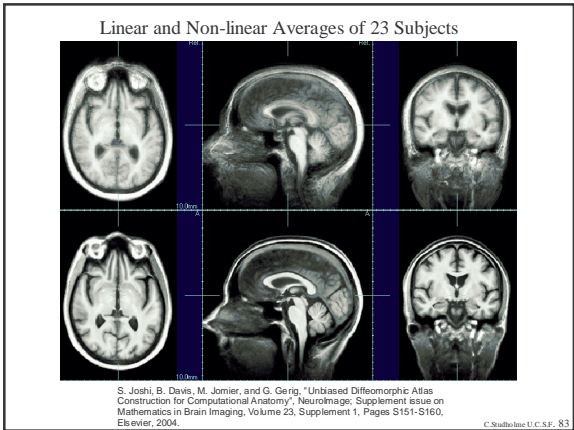 Linear and Non-linear Averages of 23 Subjects
10.0mm
A
A
10.0mm
S. Joshi, B. Davis, M. Jomier, and G. Gerig, "Unbiased Diffeomorphic Atlas
Construction for Computational Anatomy", NeuroImage; Supplement issue on
Mathematics in Brain Imaging, Volume 23, Supplement 1, Pages S151-S160,
Elsevier, 2004.
C.Studholme U.C.S.F. 83